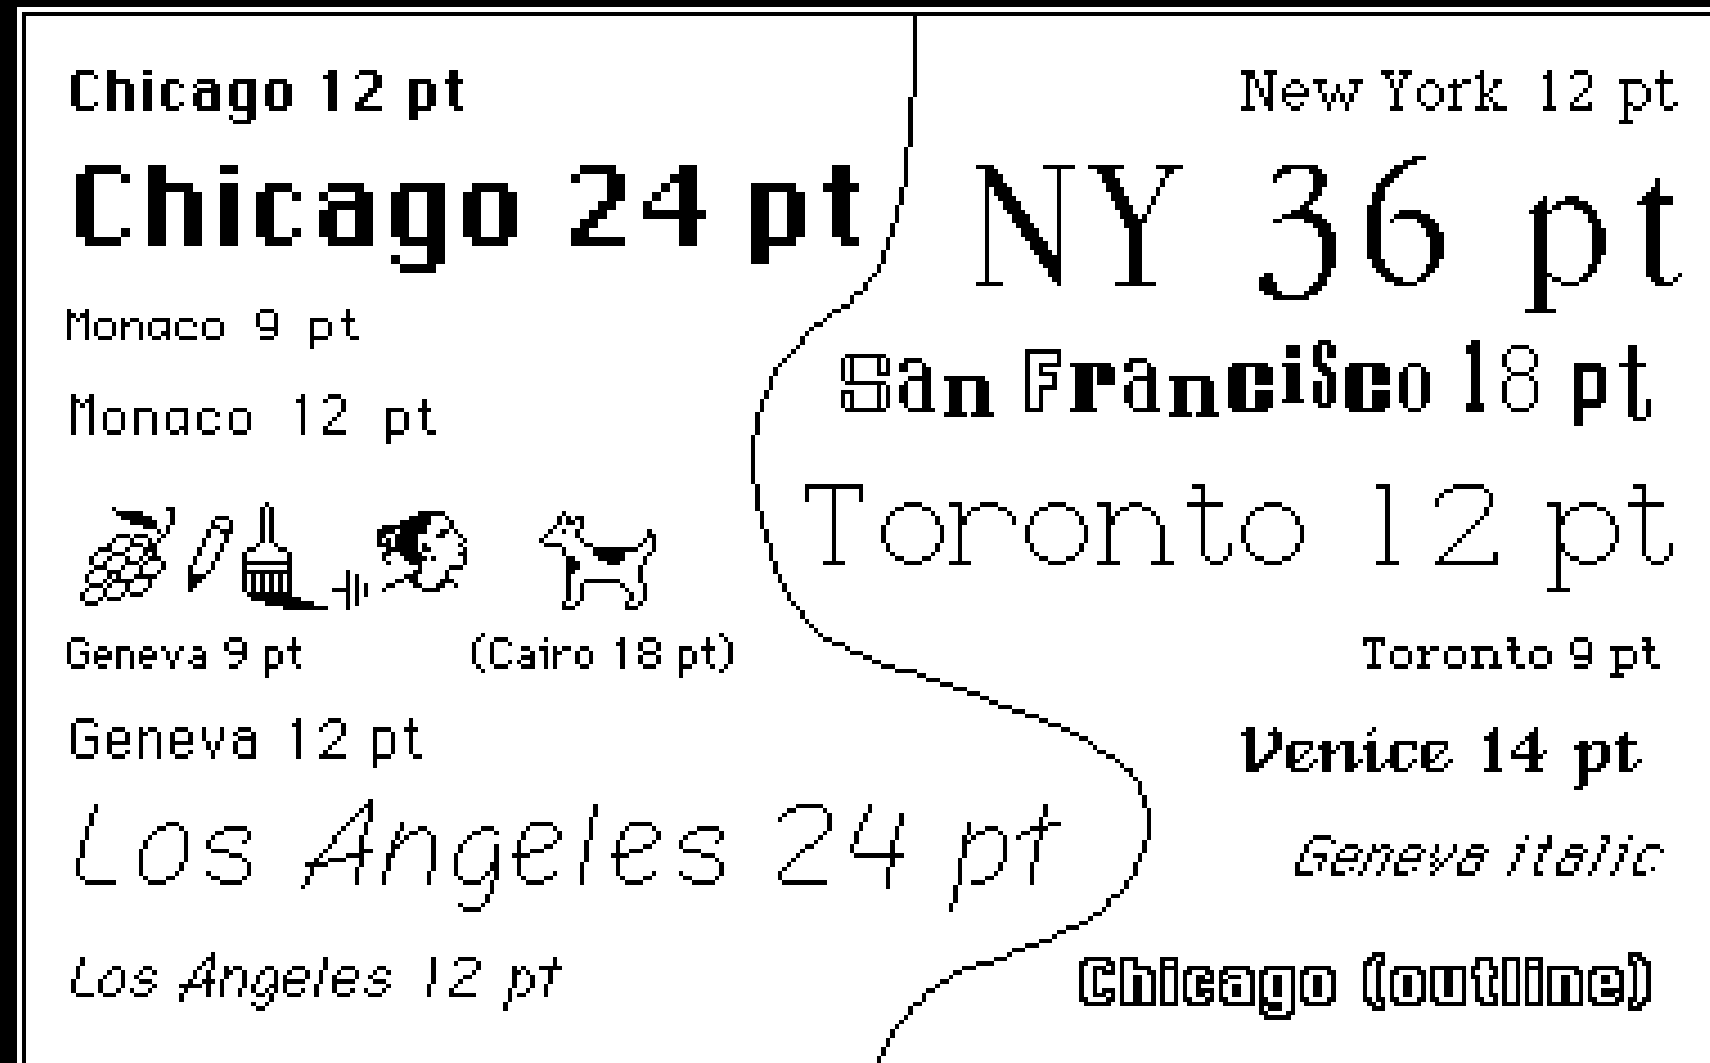 Chicago 12 pt
Chicago 24 pt
Monaco 9 pt
Monaco 12 pt
Geneva 9 pt
(Cairo 18 pt)
Geneva 12 pt
Los Angeles 24 pt
Los Angeles 12 pt
New York 12 pt
NY 36 pt
San Francisco 18 pt
Toronto 12 pt
Toronto 9 pt
Venice 14 pt
Geneva italic
Chicago (outline)